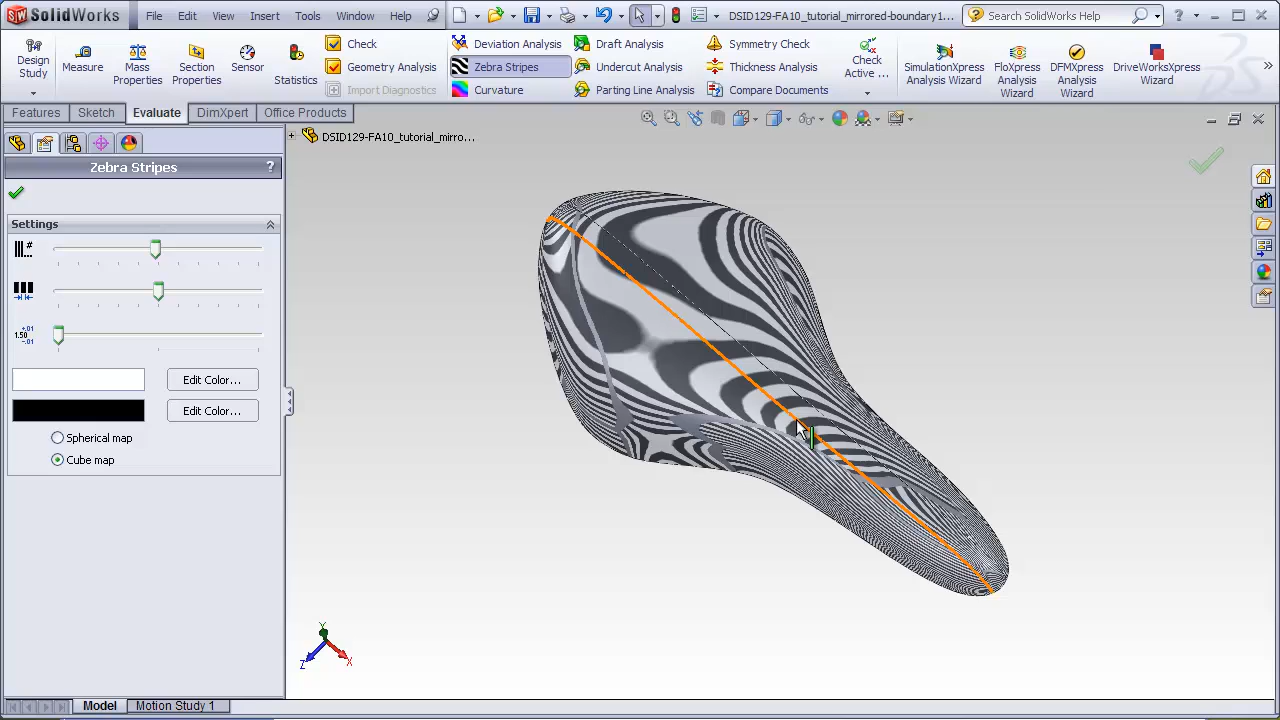 SolidWorks File Edit View Insert Tools Window Help DSID129-FA10_tutorial_mirrored-boundary1... Search SolidWorks Help ?
Design Study
Measure
Mass Properties
Section Properties
Sensor
Statistics
Check
Geometry Analysis
Import Diagnostics
Deviation Analysis
Zebra Stripes
Curvature
Draft Analysis
Undercut Analysis
Parting Line Analysis
Symmetry Check
Thickness Analysis
Compare Documents
Check Active ...
SimulationXpress Analysis Wizard
FloXpress Analysis Wizard
DFMXpress Analysis Wizard
DriveWorksXpress Wizard
Features Sketch Evaluate DimXpert Office Products
DSID129-FA10_tutorial_mirro...
Zebra Stripes ?
Settings
#
1.50 +.01 -.01
Edit Color...
Edit Color...
Spherical map
Cube map
Y
Z X
Model Motion Study 1